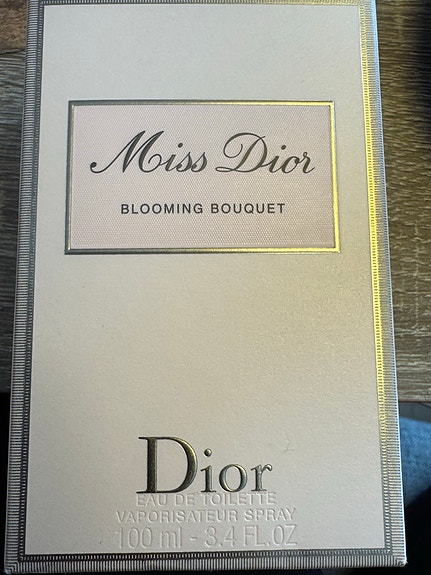 Miss Dior
BLOOMING BOUQUET
Dior
EAU DE TOILETTE
VAPORISATEUR SPRAY
100 ml - 3.4 FL.OZ